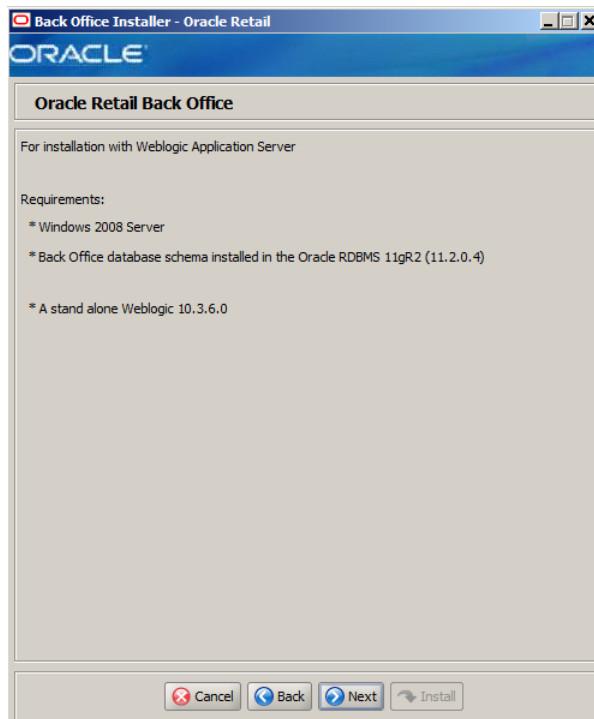 Back Office Installer - Oracle Retail
ORACLE
Oracle Retail Back Office
For installation with Weblogic Application Server
Requirements:
* Windows 2008 Server
* Back Office database schema installed in the Oracle RDBMS 11gR2 (11.2.0.4)
* A stand alone Weblogic 10.3.6.0
Cancel Back Next Install